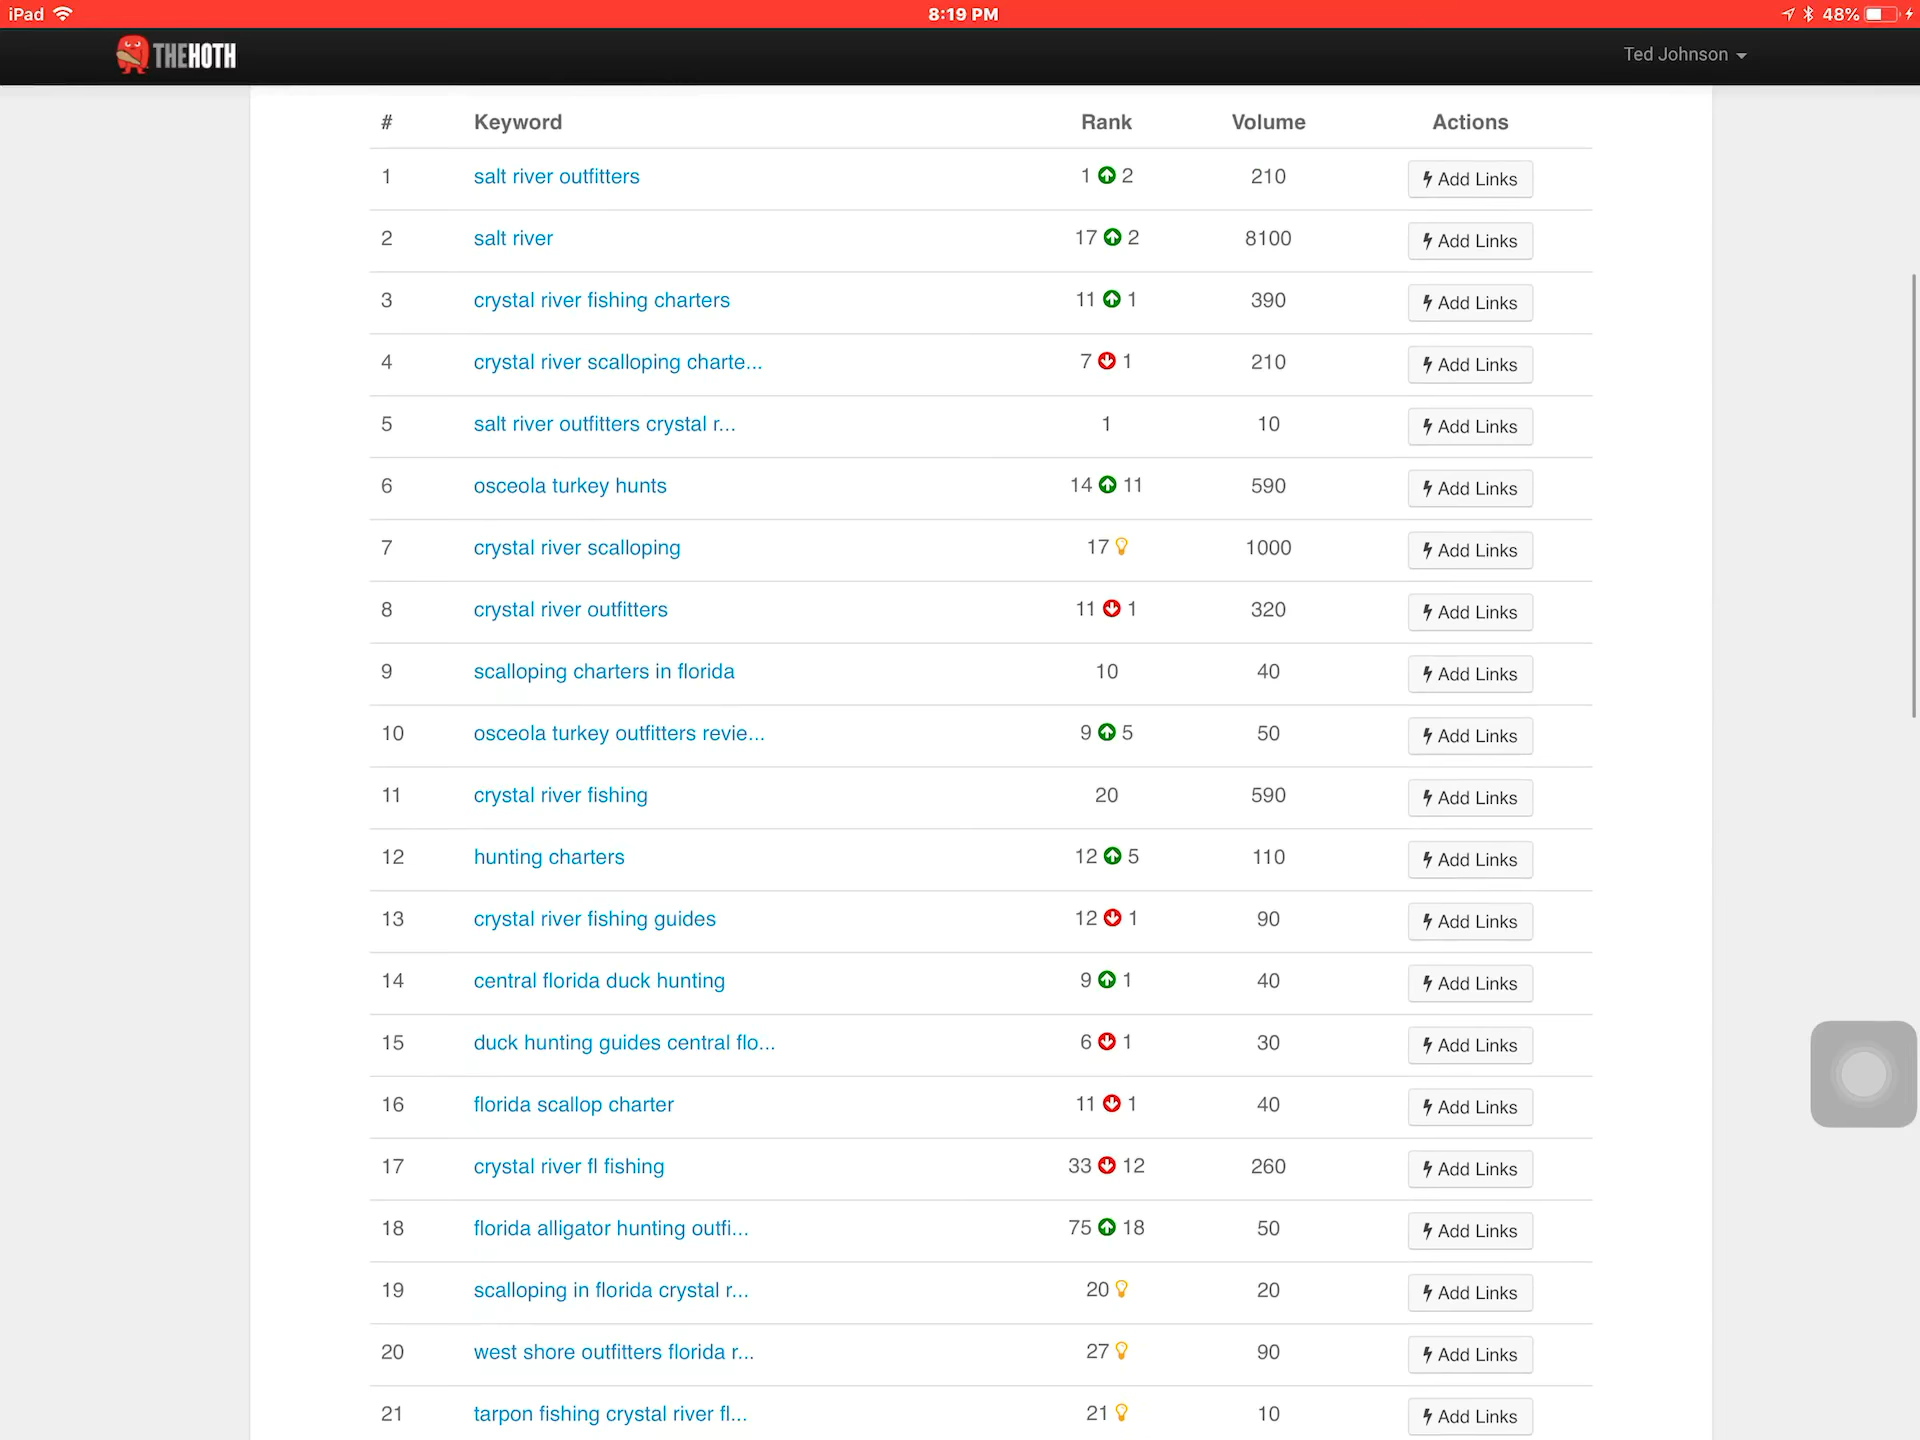 iPad 8:19 PM 48%
THEHOTH Ted Johnson
# Keyword Rank Volume Actions
1 salt river outfitters 1 2 210 Add Links
2 salt river 17 2 8100 Add Links
3 crystal river fishing charters 11 1 390 Add Links
4 crystal river scalloping charte... 7 1 210 Add Links
5 salt river outfitters crystal r... 1 10 Add Links
6 osceola turkey hunts 14 11 590 Add Links
7 crystal river scalloping 17 1000 Add Links
8 crystal river outfitters 11 1 320 Add Links
9 scalloping charters in florida 10 40 Add Links
10 osceola turkey outfitters revie... 9 5 50 Add Links
11 crystal river fishing 20 590 Add Links
12 hunting charters 12 5 110 Add Links
13 crystal river fishing guides 12 1 90 Add Links
14 central florida duck hunting 9 1 40 Add Links
15 duck hunting guides central flo... 6 1 30 Add Links
16 florida scallop charter 11 1 40 Add Links
17 crystal river fl fishing 33 12 260 Add Links
18 florida alligator hunting outfi... 75 18 50 Add Links
19 scalloping in florida crystal r... 20 20 Add Links
20 west shore outfitters florida r... 27 90 Add Links
21 tarpon fishing crystal river fl... 21 10 Add Links